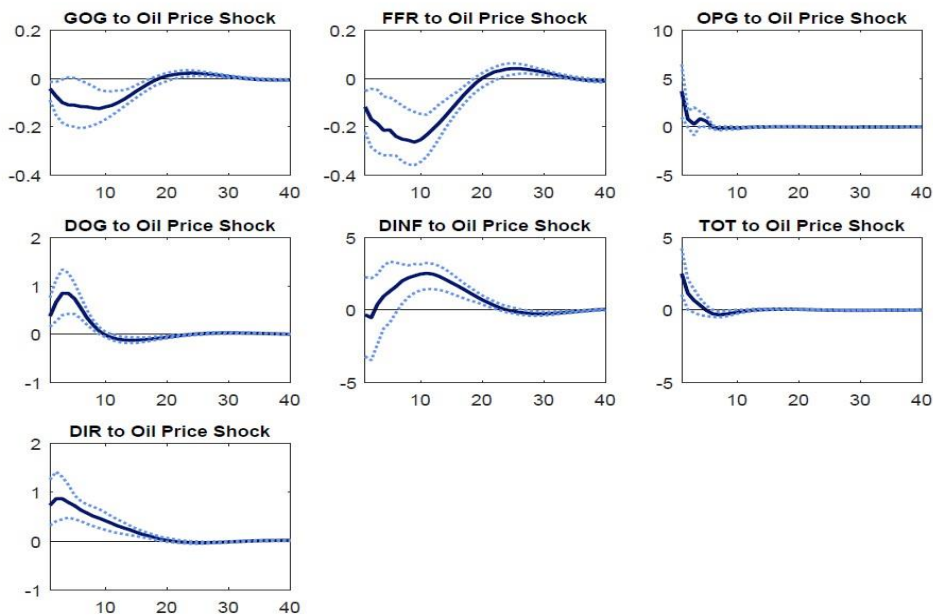 GOG to Oil Price Shock
0.2
0
-0.2
-0.4
10 20 30 40
FFR to Oil Price Shock
0.2
0
-0.2
-0.4
10 20 30 40
OPG to Oil Price Shock
10
5
0
-5
10 20 30 40
DOG to Oil Price Shock
2
1
0
-1
10 20 30 40
DINF to Oil Price Shock
5
0
-5
10 20 30 40
TOT to Oil Price Shock
5
0
-5
10 20 30 40
DIR to Oil Price Shock
2
1
0
-1
10 20 30 40